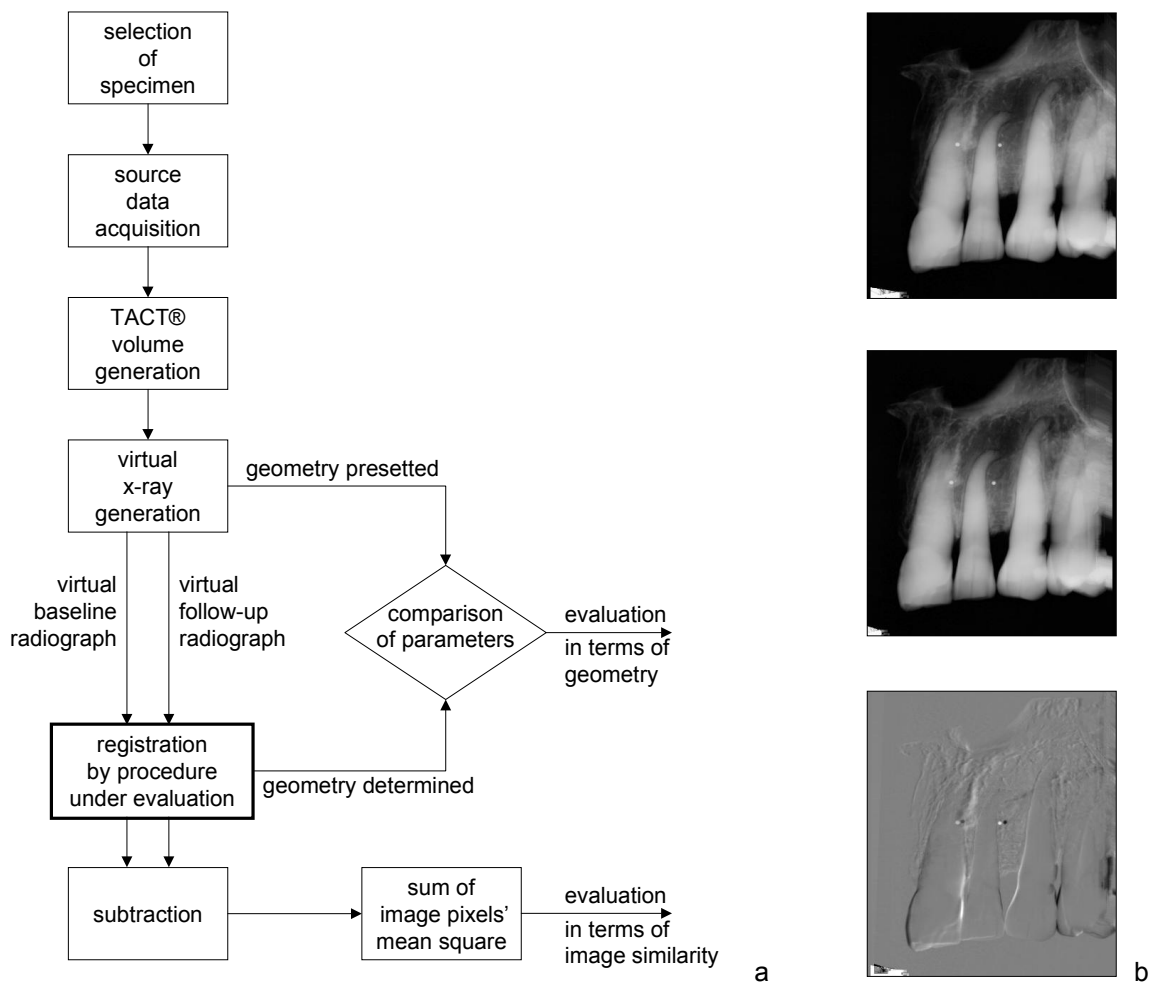 selection
of
specimen
source
data
acquisition
TACT®
volume
generation
virtual
x-ray
generation
geometry presetted
virtual
baseline
radiograph
virtual
follow-up
radiograph
comparison
of parameters
evaluation
in terms of
geometry
registration
by procedure
under evaluation
geometry determined
subtraction
sum of
image pixels’
mean square
evaluation
in terms of
image similarity
a
b